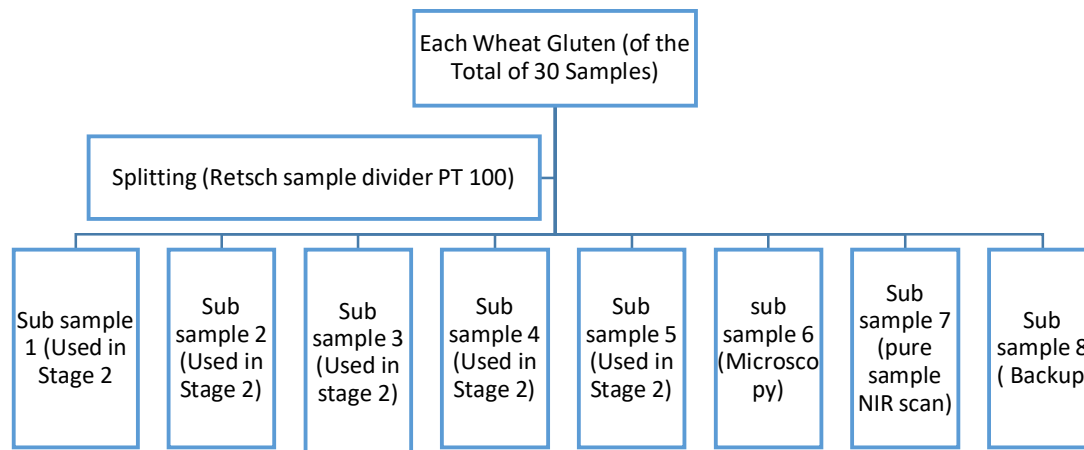 Each Wheat Gluten (of the
Total of 30 Samples)
Splitting (Retsch sample divider PT 100)
Sub sample
1 (Used in
Stage 2
Sub
sample 2
(Used in
Stage 2)
Sub
sample 3
(Used in
stage 2)
Sub
sample 4
(Used in
Stage 2)
Sub
sample 5
(Used in
Stage 2)
sub
sample 6
(Microsco
py)
Sub
sample 7
(pure
sample
NIR scan)
Sub
sample 8
( Backup